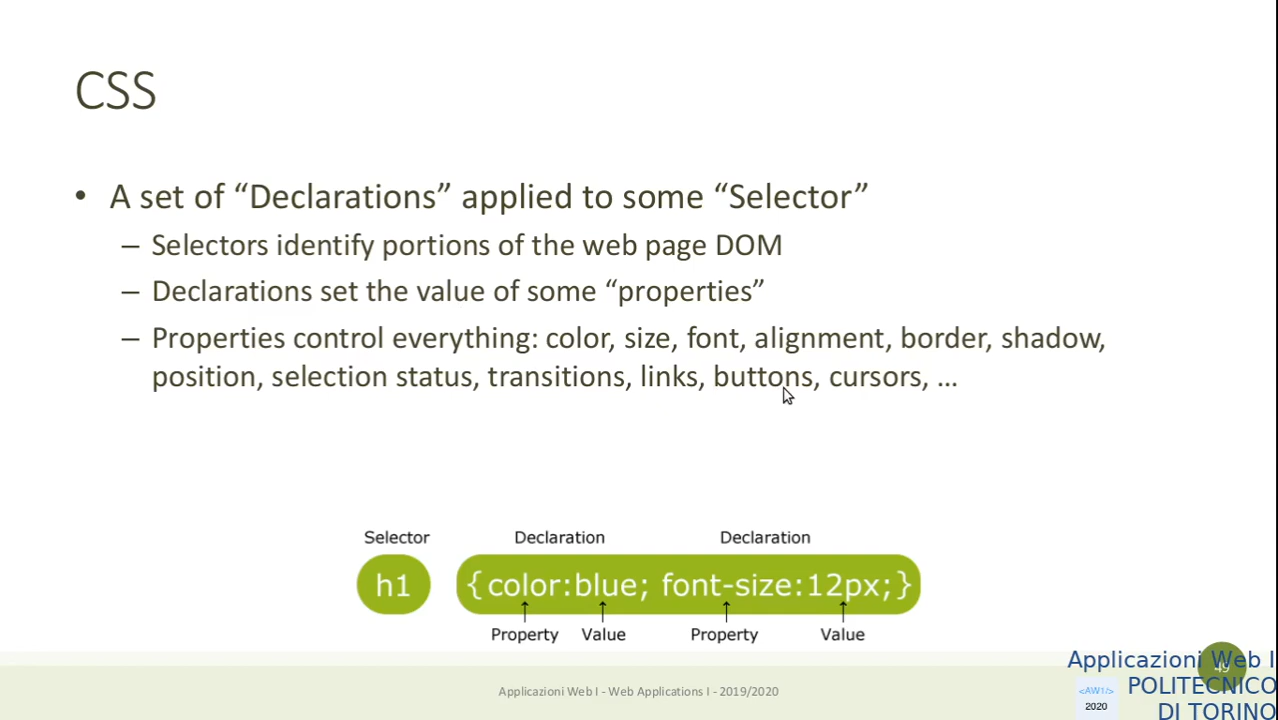 CSS
• A set of “Declarations” applied to some “Selector”
– Selectors identify portions of the web page DOM
– Declarations set the value of some “properties”
– Properties control everything: color, size, font, alignment, border, shadow,
position, selection status, transitions, links, buttons, cursors, ...
Selector Declaration Declaration
h1 {color:blue; font-size:12px;}
Property Value Property Value
Applicazioni Web I - Web Applications I - 2019/2020
Applicazioni Web I
POLITECNICO
DI TORINO
<AW1/>
2020